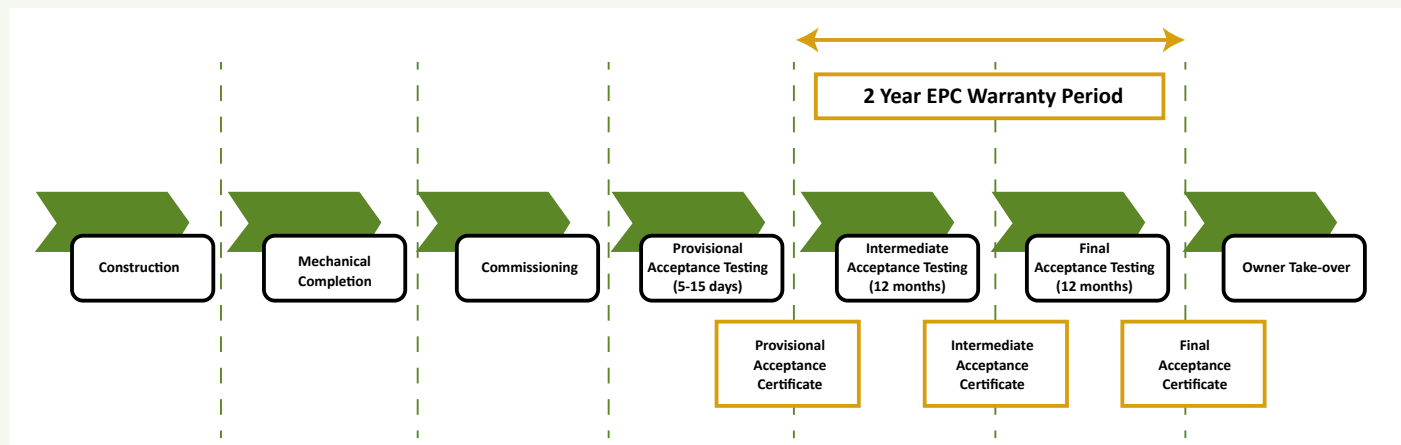 2 Year EPC Warranty Period
Construction
Mechanical
Completion
Commissioning
Provisional
Acceptance Testing
(5-15 days)
Intermediate
Acceptance Testing
(12 months)
Final
Acceptance Testing
(12 months)
Owner Take-over
Provisional
Acceptance
Certificate
Intermediate
Acceptance
Certificate
Final
Acceptance
Certificate